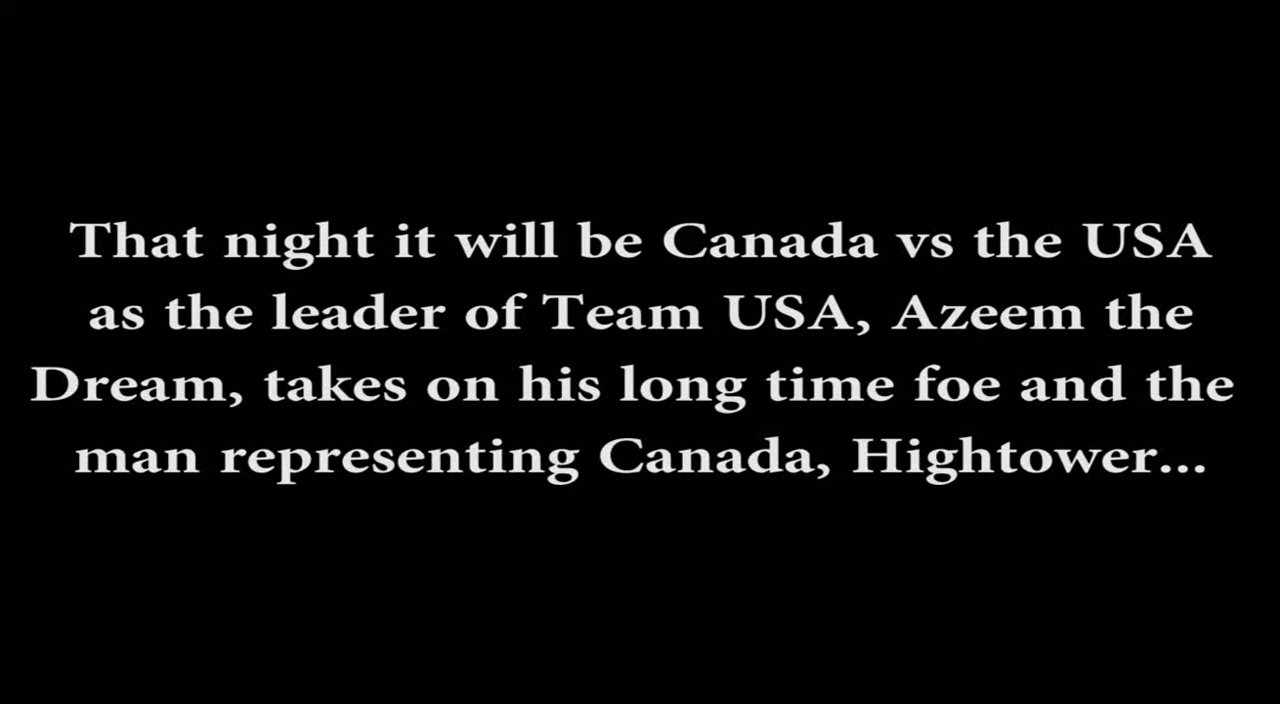 That night it will be Canada vs the USA
as the leader of Team USA, Azeem the
Dream, takes on his long time foe and the
man representing Canada, Hightower...